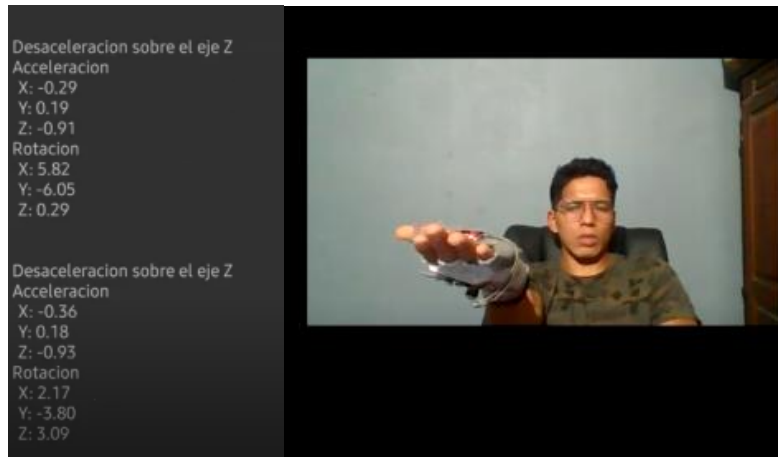 Desaceleracion sobre el eje Z
Acceleracion
X: -0.29
Y: 0.19
Z: -0.91
Rotacion
X: 5.82
Y: -6.05
Z: 0.29
Desaceleracion sobre el eje Z
Acceleracion
X: -0.36
Y: 0.18
Z: -0.93
Rotacion
X: 2.17
Y: -3.80
Z: 3.09